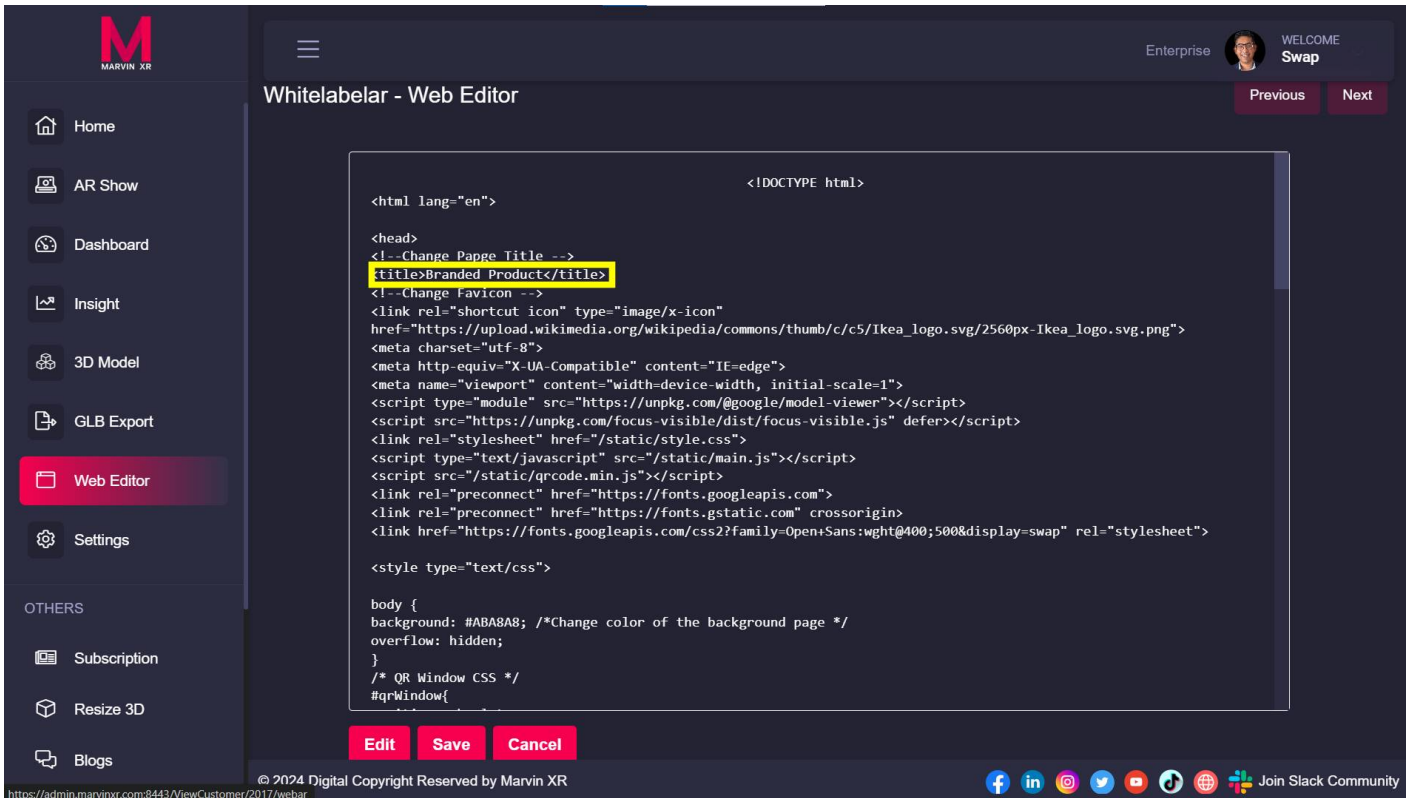 MARVIN XR
Enterprise
WELCOME
Swap
Whitelabelar - Web Editor
Previous
Next
Home
AR Show
Dashboard
Insight
3D Model
GLB Export
Web Editor
Settings
OTHERS
Subscription
Resize 3D
Blogs
<!DOCTYPE html>
<html lang="en">
<head>
<!--Change Papge Title -->
<title>Branded Product</title>
<!--Change Favicon -->
<link rel="shortcut icon" type="image/x-icon"
href="https://upload.wikimedia.org/wikipedia/commons/thumb/c/c5/Ikea_logo.svg/2560px-Ikea_logo.svg.png">
<meta charset="utf-8">
<meta http-equiv="X-UA-Compatible" content="IE=edge">
<meta name="viewport" content="width=device-width, initial-scale=1">
<script type="module" src="https://unpkg.com/@google/model-viewer"></script>
<script src="https://unpkg.com/focus-visible/dist/focus-visible.js" defer></script>
<link rel="stylesheet" href="/static/style.css">
<script type="text/javascript" src="/static/main.js"></script>
<script src="/static/qrcode.min.js"></script>
<link rel="preconnect" href="https://fonts.googleapis.com">
<link rel="preconnect" href="https://fonts.gstatic.com" crossorigin>
<link href="https://fonts.googleapis.com/css2?family=Open+Sans:wght@400;500&display=swap" rel="stylesheet">
<style type="text/css">
body {
background: #ABA8A8; /*Change color of the background page */
overflow: hidden;
}
/* QR Window CSS */
#qrWindow{
Edit
Save
Cancel
© 2024 Digital Copyright Reserved by Marvin XR
Join Slack Community
https://admin.marvinxr.com:8443/ViewCustomer/2017/webar